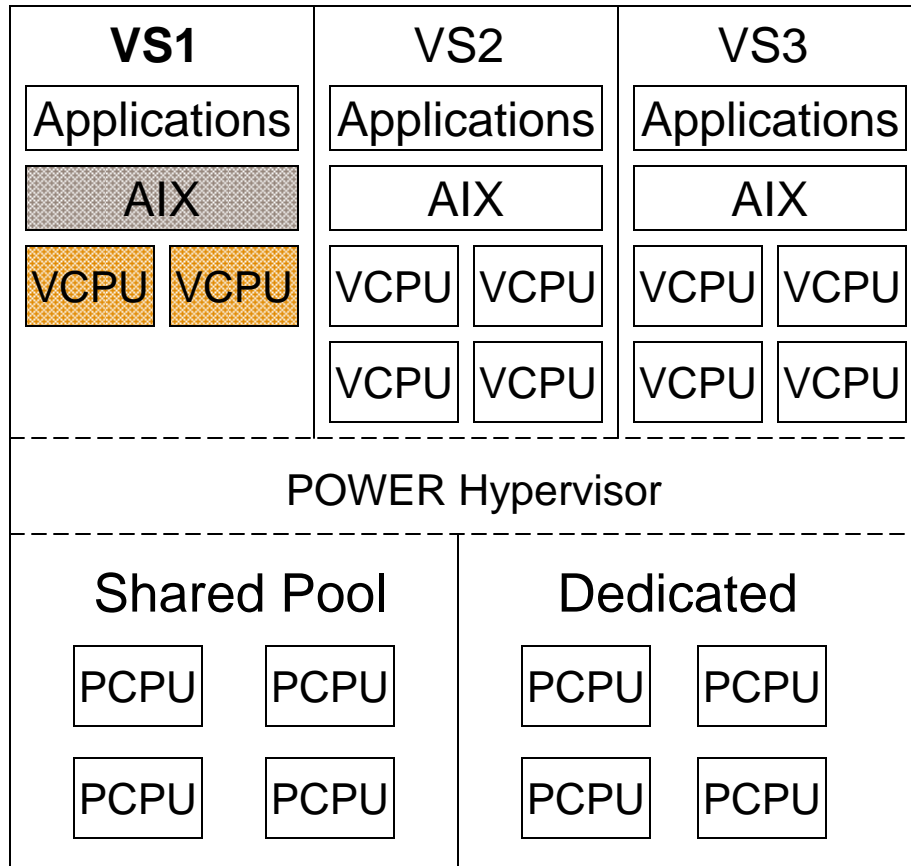 VS1 VS2 VS3
Applications Applications Applications
AIX AIX AIX
VCPU VCPU VCPU VCPU VCPU VCPU
VCPU VCPU VCPU VCPU
POWER Hypervisor
Shared Pool Dedicated
PCPU PCPU PCPU PCPU
PCPU PCPU PCPU PCPU